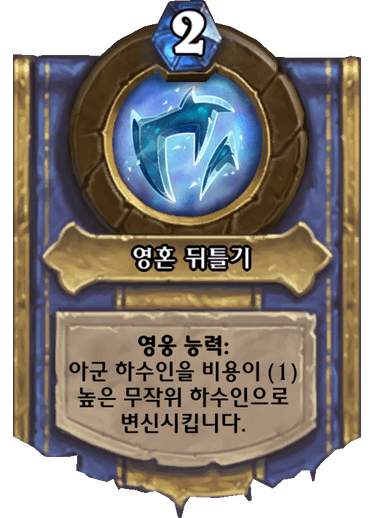 2
영혼 뒤틀기
영웅 능력:
아군 하수인을 비용이 (1)
높은 무작위 하수인으로
변신시킵니다.